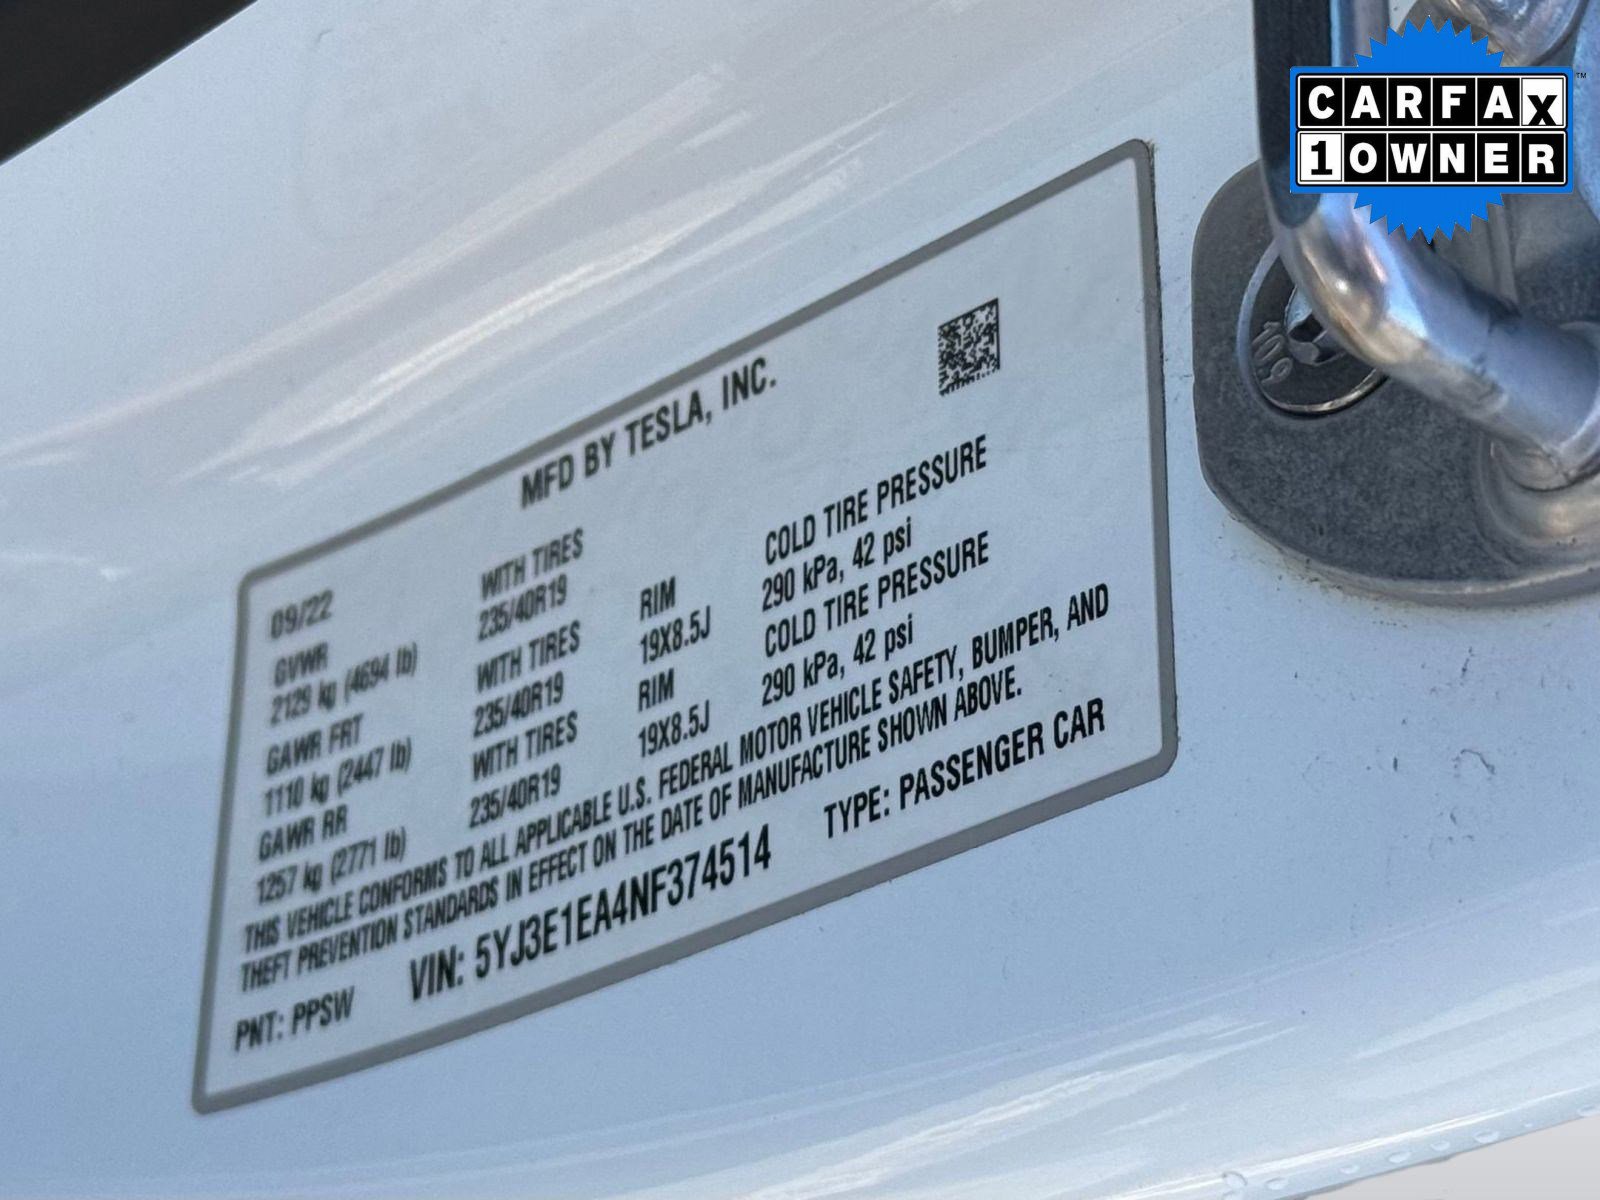 CARFAX
1 OWNER
MFD BY TESLA, INC.
09/22
GVWR
2129 kg (4694 lb)
GAWR FRT
1110 kg (2447 lb)
GAWR RR
1257 kg (2771 lb)
WITH TIRES
235/40R19
WITH TIRES
235/40R19
WITH TIRES
235/40R19
RIM
19X8.5J
RIM
19X8.5J
COLD TIRE PRESSURE
290 kPa, 42 psi
COLD TIRE PRESSURE
290 kPa, 42 psi
THIS VEHICLE CONFORMS TO ALL APPLICABLE U.S. FEDERAL MOTOR VEHICLE SAFETY, BUMPER, AND
THEFT PREVENTION STANDARDS IN EFFECT ON THE DATE OF MANUFACTURE SHOWN ABOVE.
PNT: PPSW
VIN: 5YJ3E1EA4NF374514
TYPE: PASSENGER CAR
10.9